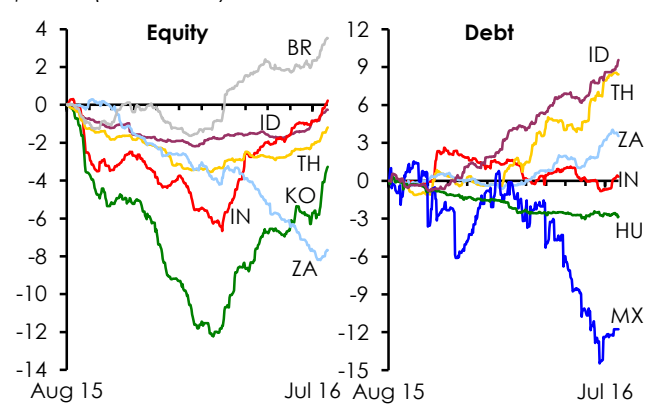 Equity
4
2
0
-2
-4
-6
-8
-10
-12
-14
BR
ID
TH
KO
IN
ZA
Aug 15
Jul 16
Debt
12
9
6
3
0
-3
-6
-9
-12
-15
ID
TH
ZA
IN
HU
MX
Aug 15
Jul 16